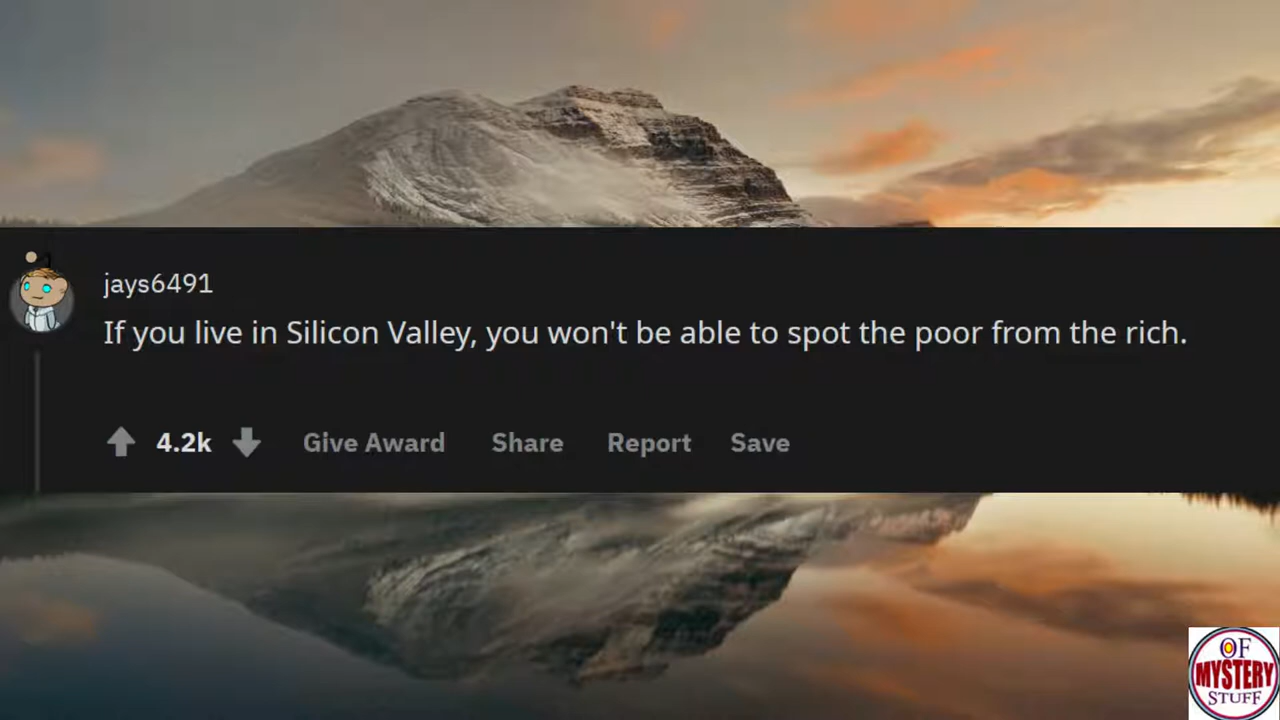 jays6491
If you live in Silicon Valley, you won't be able to spot the poor from the rich.
4.2k Give Award Share Report Save
OF
MYSTERY
STUFF